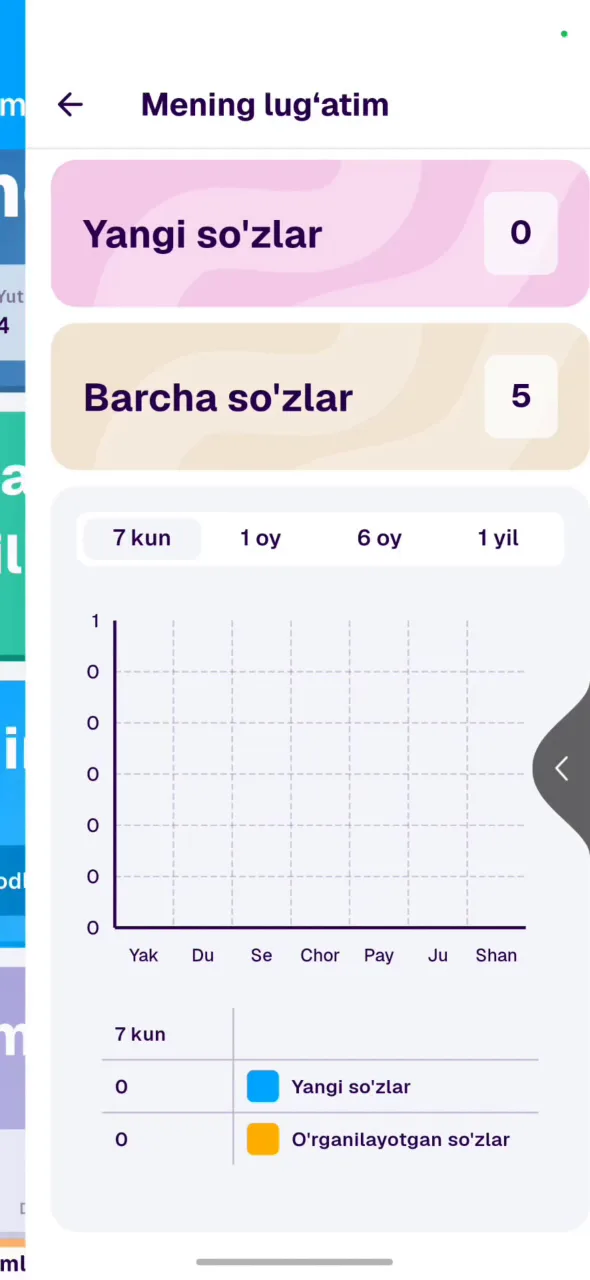 Mening lug‘atim
Yangi so'zlar
0
Barcha so'zlar
5
7 kun 1 oy 6 oy 1 yil
1
0
0
0
0
0
0
Yak Du Se Chor Pay Ju Shan
7 kun
0 Yangi so'zlar
0 O'rganilayotgan so'zlar
4